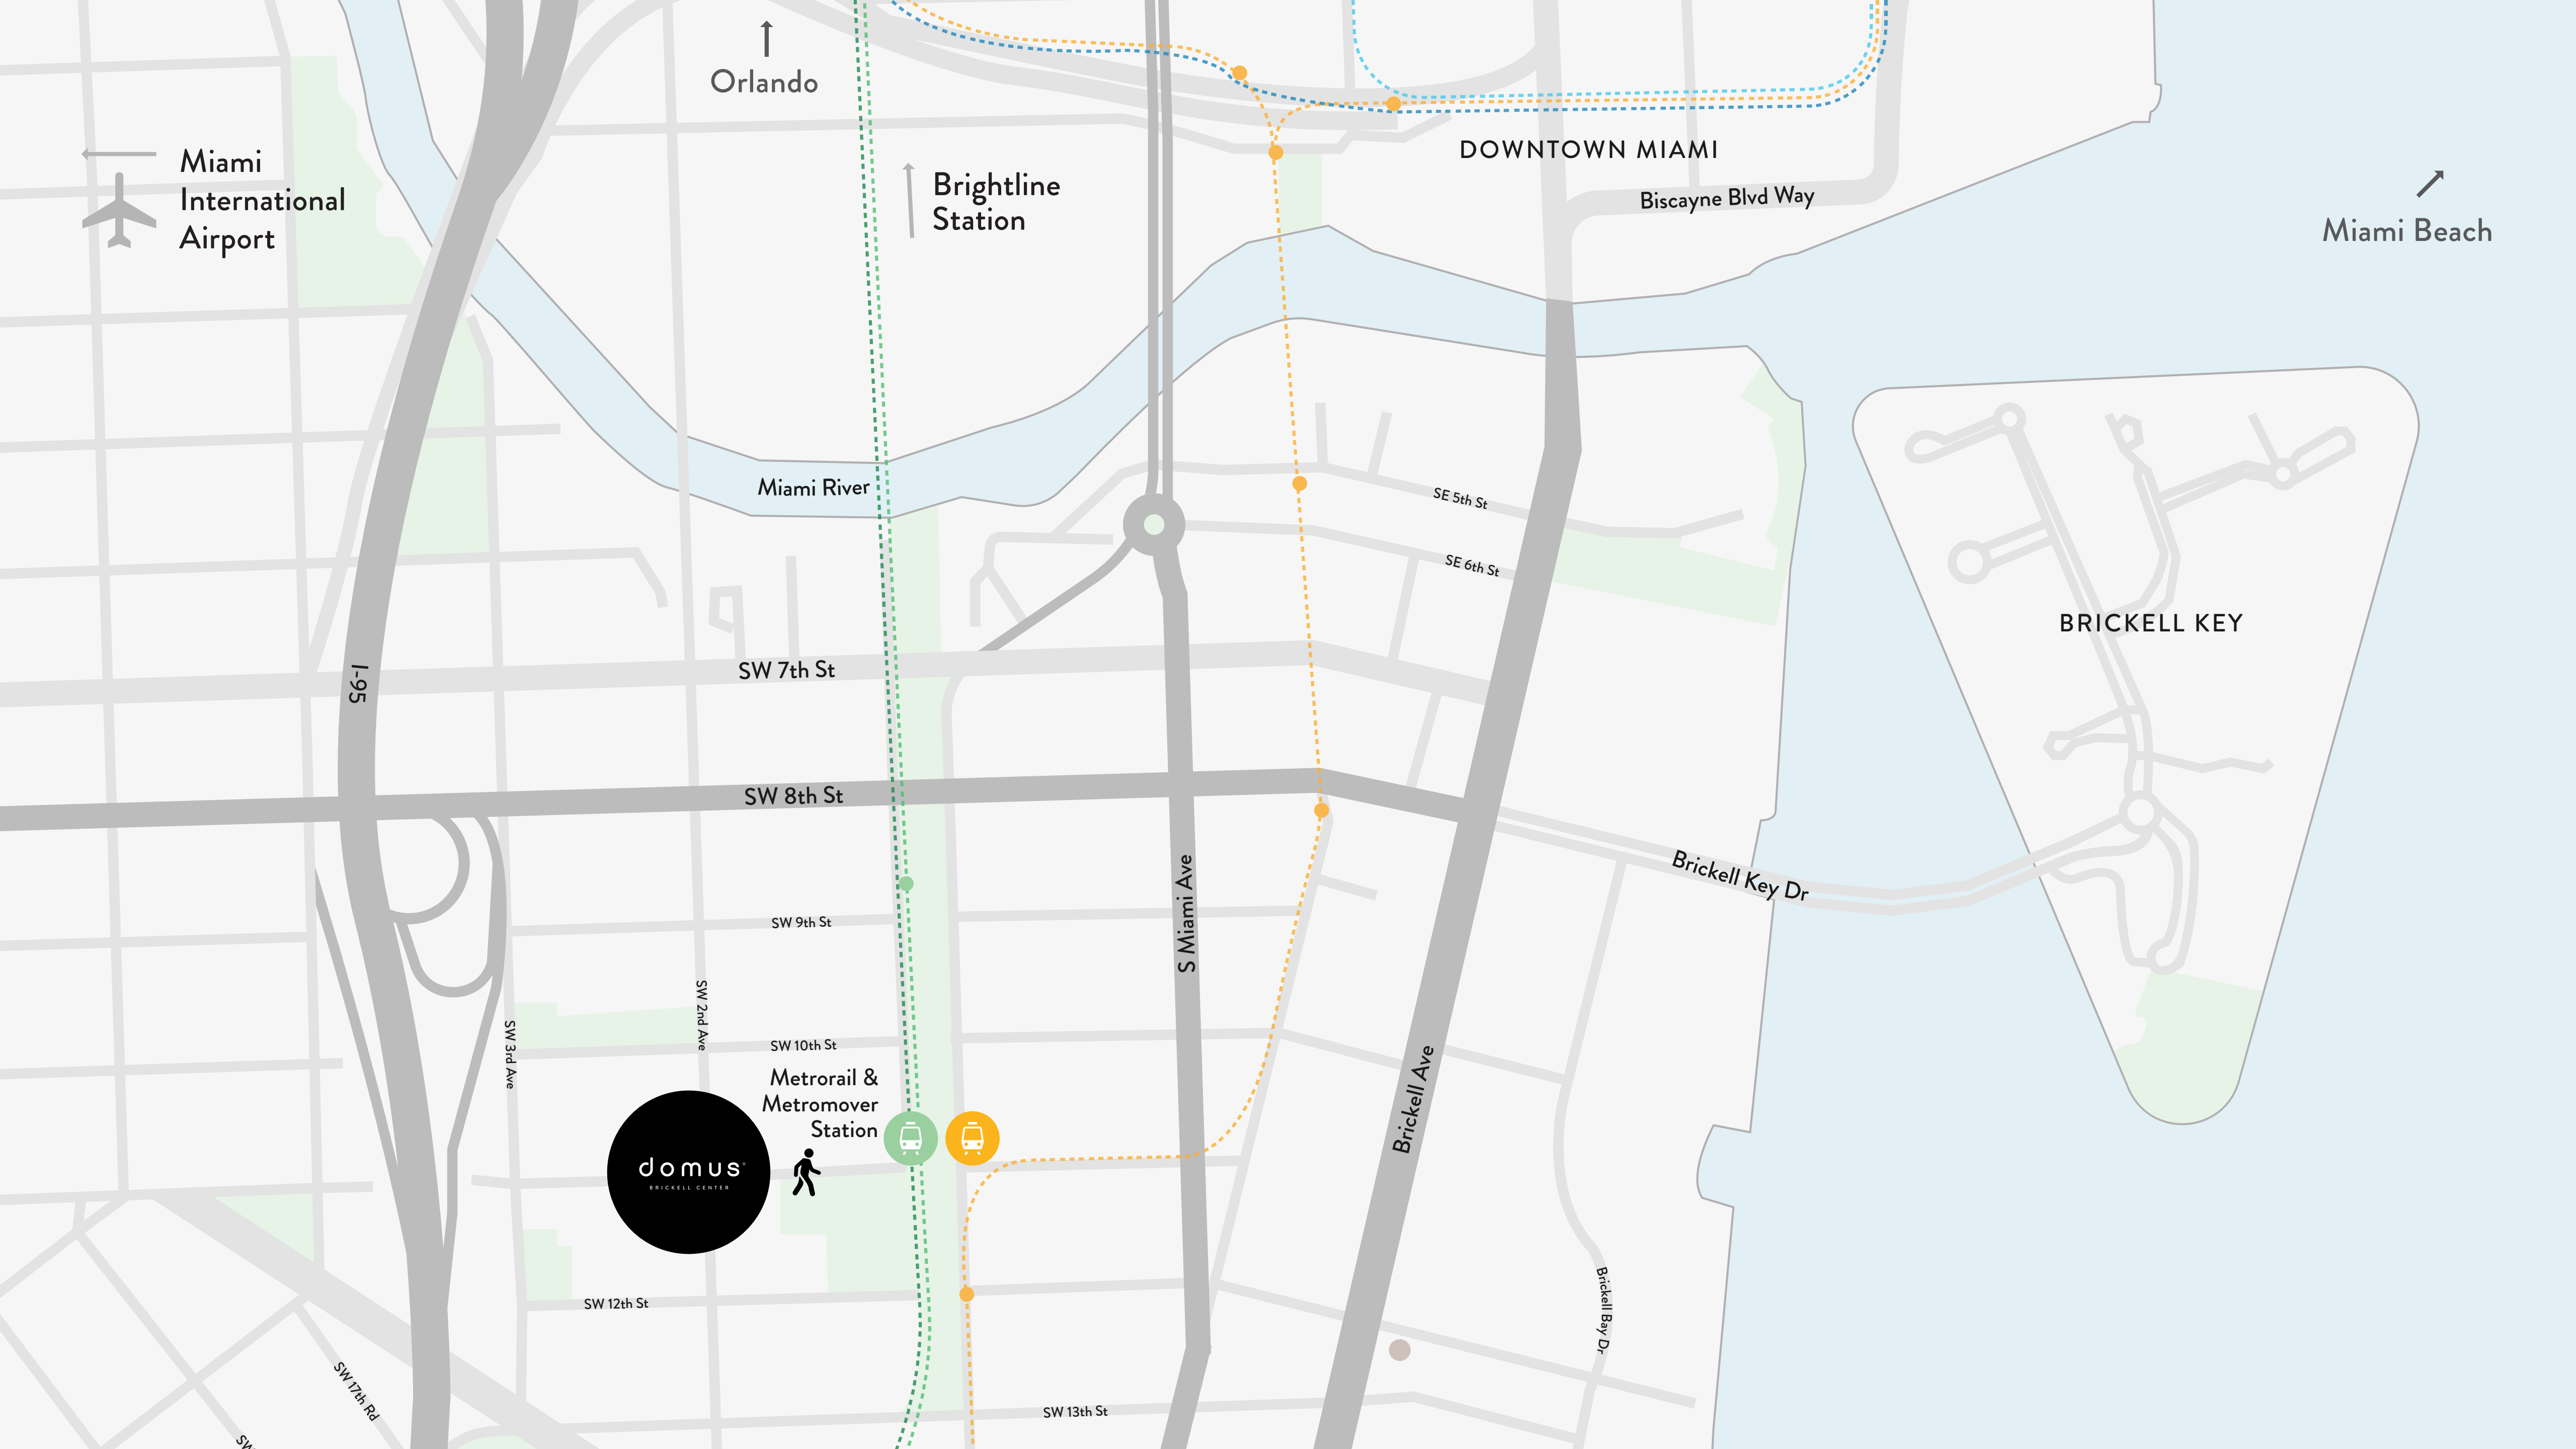 Orlando
Miami
International
Airport
Brightline
Station
DOWNTOWN MIAMI
Biscayne Blvd Way
Miami Beach
Miami River
SE 5th St
SE 6th St
BRICKELL KEY
I-95
SW 7th St
SW 8th St
Brickell Key Dr
S Miami Ave
SW 9th St
SW 2nd Ave
SW 3rd Ave
SW 10th St
Brickell Ave
Metrorail &
Metromover
Station
domus
BRICKELL CENTER
SW 12th St
Brickell Bay Dr
SW 17th Rd
SW 13th St
SW